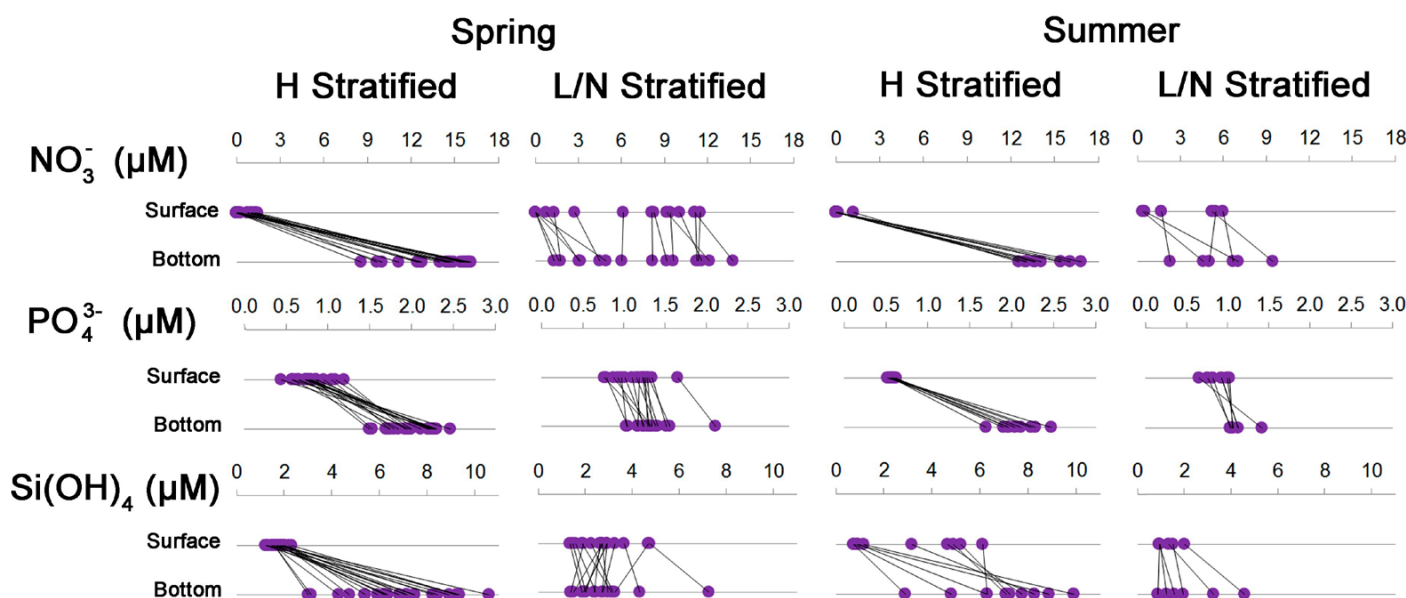 Spring Summer
H Stratified L/N Stratified H Stratified L/N Stratified
0 3 9 12 15 18 0 3 6 9 12 15 18 0 3 12 15 18 0 3 6 9 18
NO₃⁻ (µM)
Surface
Bottom
0.0 0.5 1.0 1.5 2.0 2.5 3.0 0.0 0.5 1.0 1.5 2.0 2.5 3.0 0.0 0.5 1.0 1.5 2.0 2.5 3.0 0.0 0.5 1.0 1.5 2.0 2.5 3.0
PO₄³⁻ (µM)
Surface
Bottom
0 2 4 6 8 10 0 2 4 6 8 10 0 2 4 6 8 10 0 2 4 6 8 10
Si(OH)₄ (µM)
Surface
Bottom